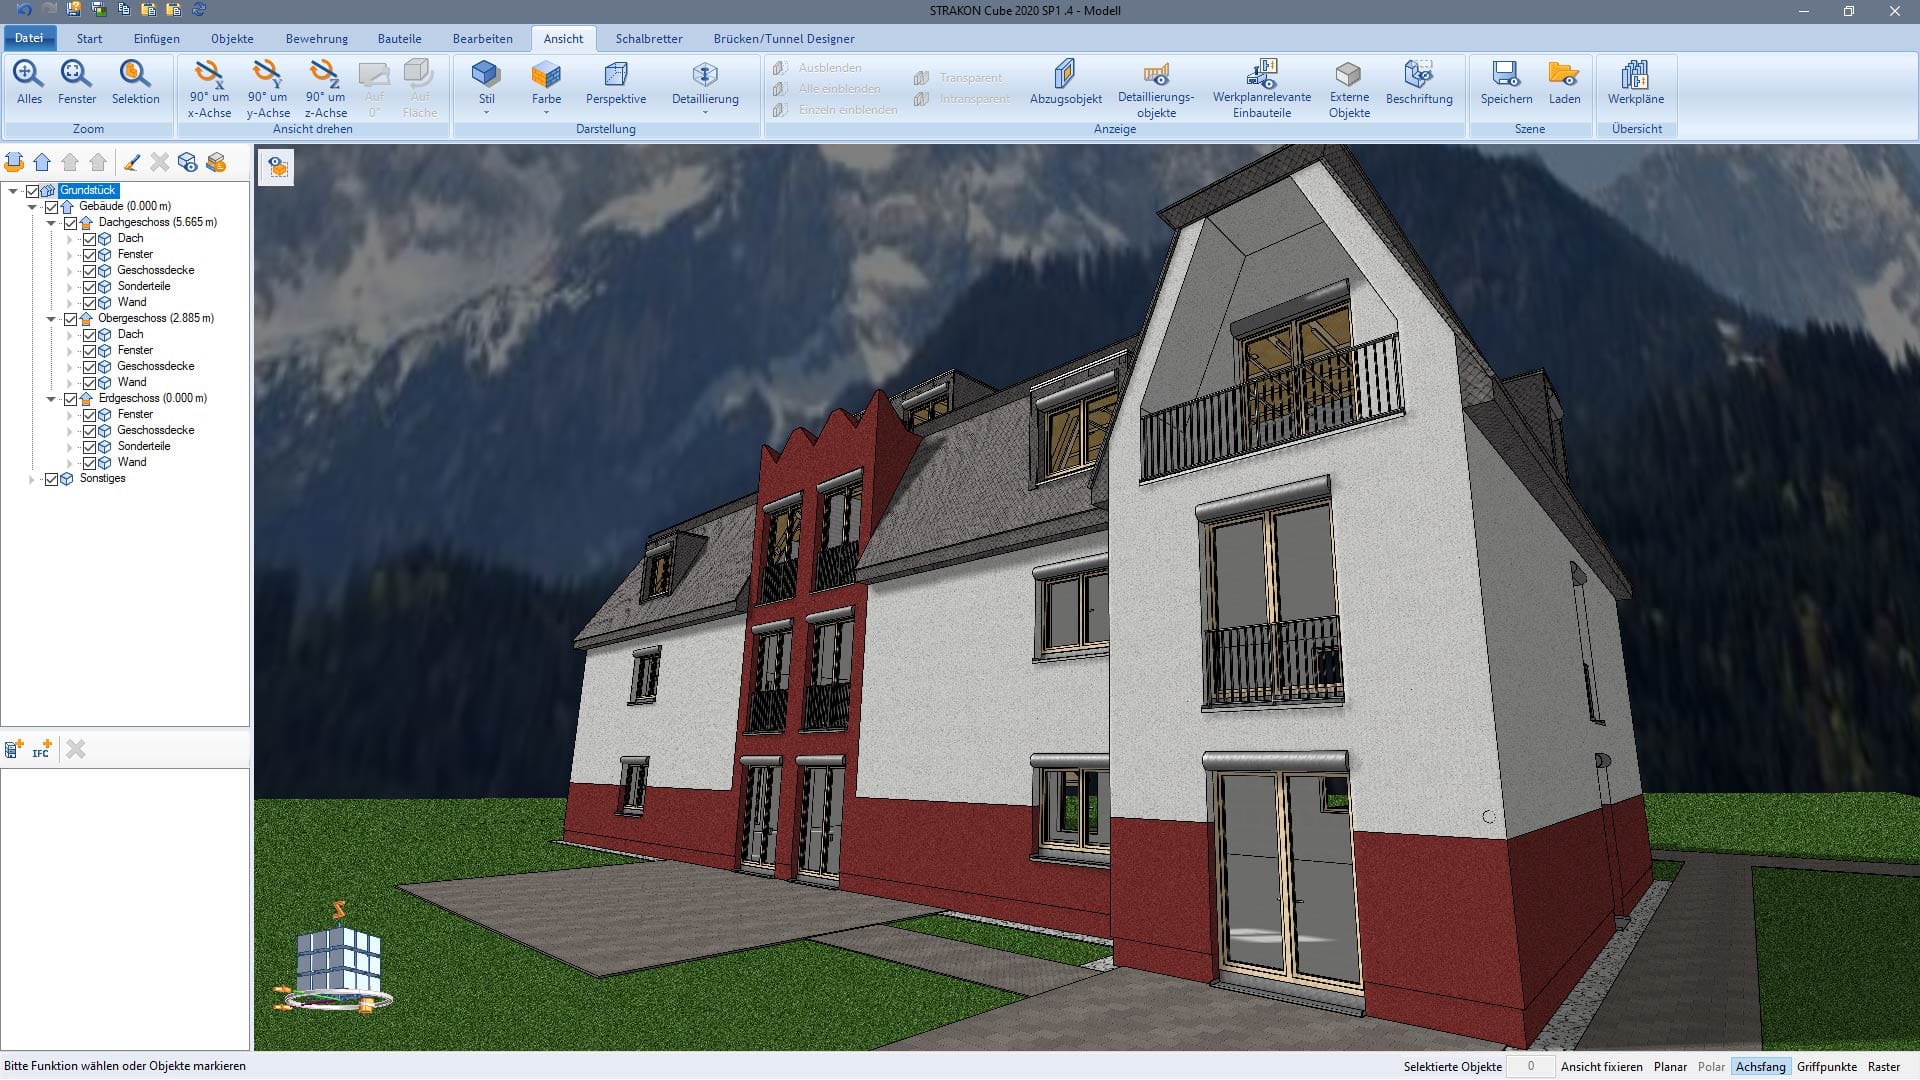 STRAKON Cube 2020 SP1 .4 - Modell
Datei Start Einfügen Objekte Bewehrung Bauteile Bearbeiten Ansicht Schalbretter Brücken/Tunnel Designer
Alles Fenster Selektion
Zoom
90° um x-Achse
90° um y-Achse
90° um z-Achse
Auf 0°
Auf Fläche
Ansicht drehen
Stil Farbe Perspektive Detaillierung
Darstellung
Ausblenden
Alle einblenden
Einzeln einblenden
Transparent
Intransparent
Abzugsobjekt
Detaillierungs-
objekte
Werkplanrelevante
Einbauteile
Externe
Objekte
Beschriftung
Anzeige
Speichern Laden
Szene
Werkpläne
Übersicht
Grundstück
Gebäude (0.000 m)
Dachgeschoss (5.665 m)
Dach
Fenster
Geschossdecke
Sonderteile
Wand
Obergeschoss (2.885 m)
Dach
Fenster
Geschossdecke
Wand
Erdgeschoss (0.000 m)
Fenster
Geschossdecke
Sonderteile
Wand
Sonstiges
IFC
Bitte Funktion wählen oder Objekte markieren
Selektierte Objekte 0 Ansicht fixieren Planar Polar Achsfang Griffpunkte Raster